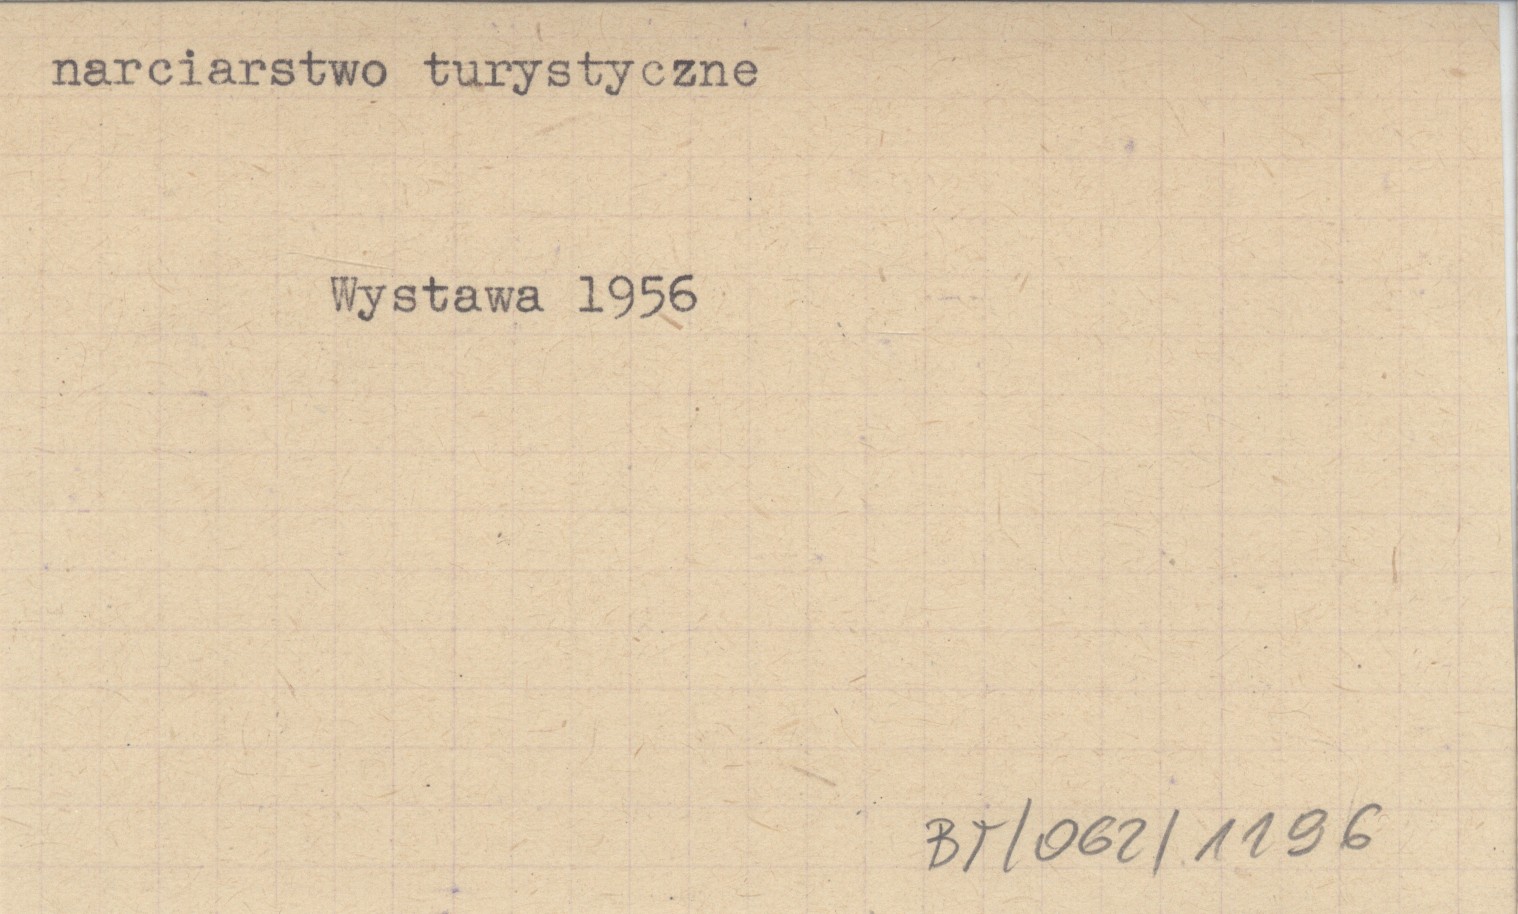 narciarstwo turystyczne
Wystawa 1956
BT/062/1196